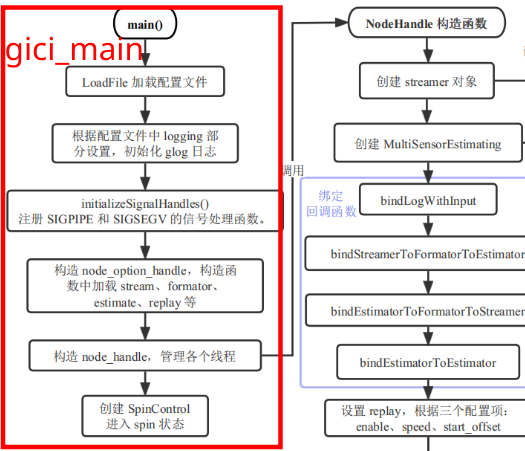 main()
gici_main
LoadFile 加载配置文件
根据配置文件中 logging 部
分设置，初始化 glog 日志
initializeSignalHandles()
注册 SIGPIPE 和 SIGSEGV 的信号处理函数。
构造 node_option_handle，构造函
数中加载 stream、formator、
estimate、replay 等
构造 node_handle，管理各个线程
创建 SpinControl
进入 spin 状态
调用
NodeHandle 构造函数
创建 streamer 对象
创建 MultiSensorEstimating
绑定
回调函数
bindLogWithInput
bindStreamerToFormatorToEstimator
bindEstimatorToFormatorToStreamer
bindEstimatorToEstimator
设置 replay，根据三个配置项：
enable、speed、start_offset